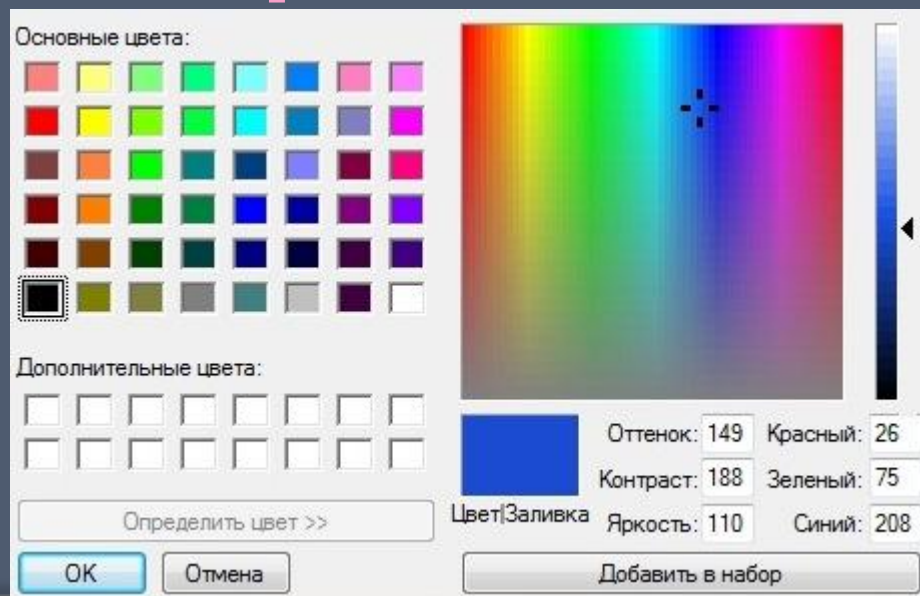 Основные цвета:
Дополнительные цвета:
Определить цвет >>
OK
Отмена
Цвет|Заливка
Оттенок: 149
Красный: 26
Контраст: 188
Зеленый: 75
Яркость: 110
Синий: 208
Добавить в набор